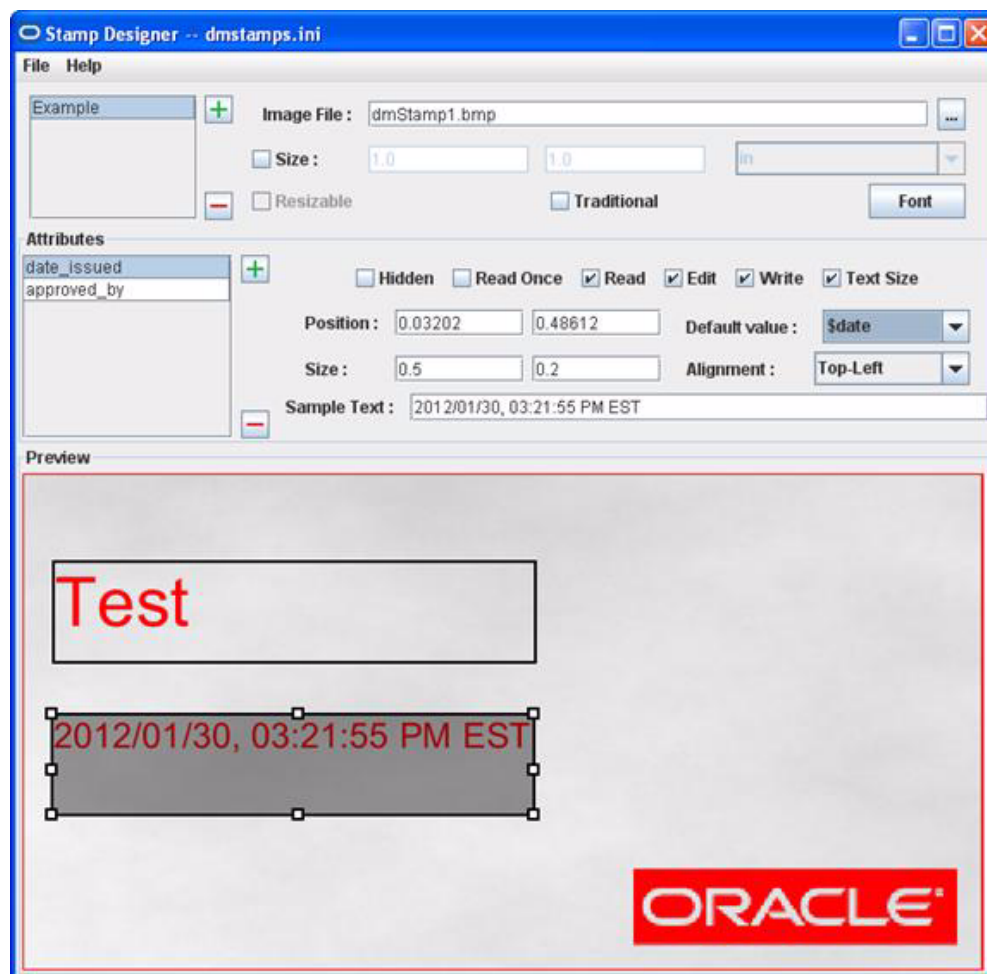 Stamp Designer -- dmstamps.ini
File Help
Example
Image File : dmStamp1.bmp ...
Size : 1.0 1.0 in
Resizable Traditional Font
Attributes
date_issued
approved_by
Hidden Read Once Read Edit Write Text Size
Position : 0.03202 0.48612 Default value : $date
Size : 0.5 0.2 Alignment : Top-Left
Sample Text : 2012/01/30, 03:21:55 PM EST
Preview
Test
2012/01/30, 03:21:55 PM EST
ORACLE